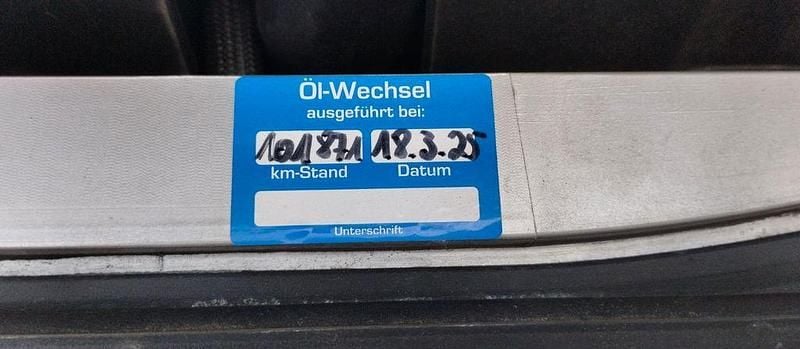 Öl-Wechsel
ausgeführt bei:
101871 18.3.25
km-Stand Datum
Unterschrift